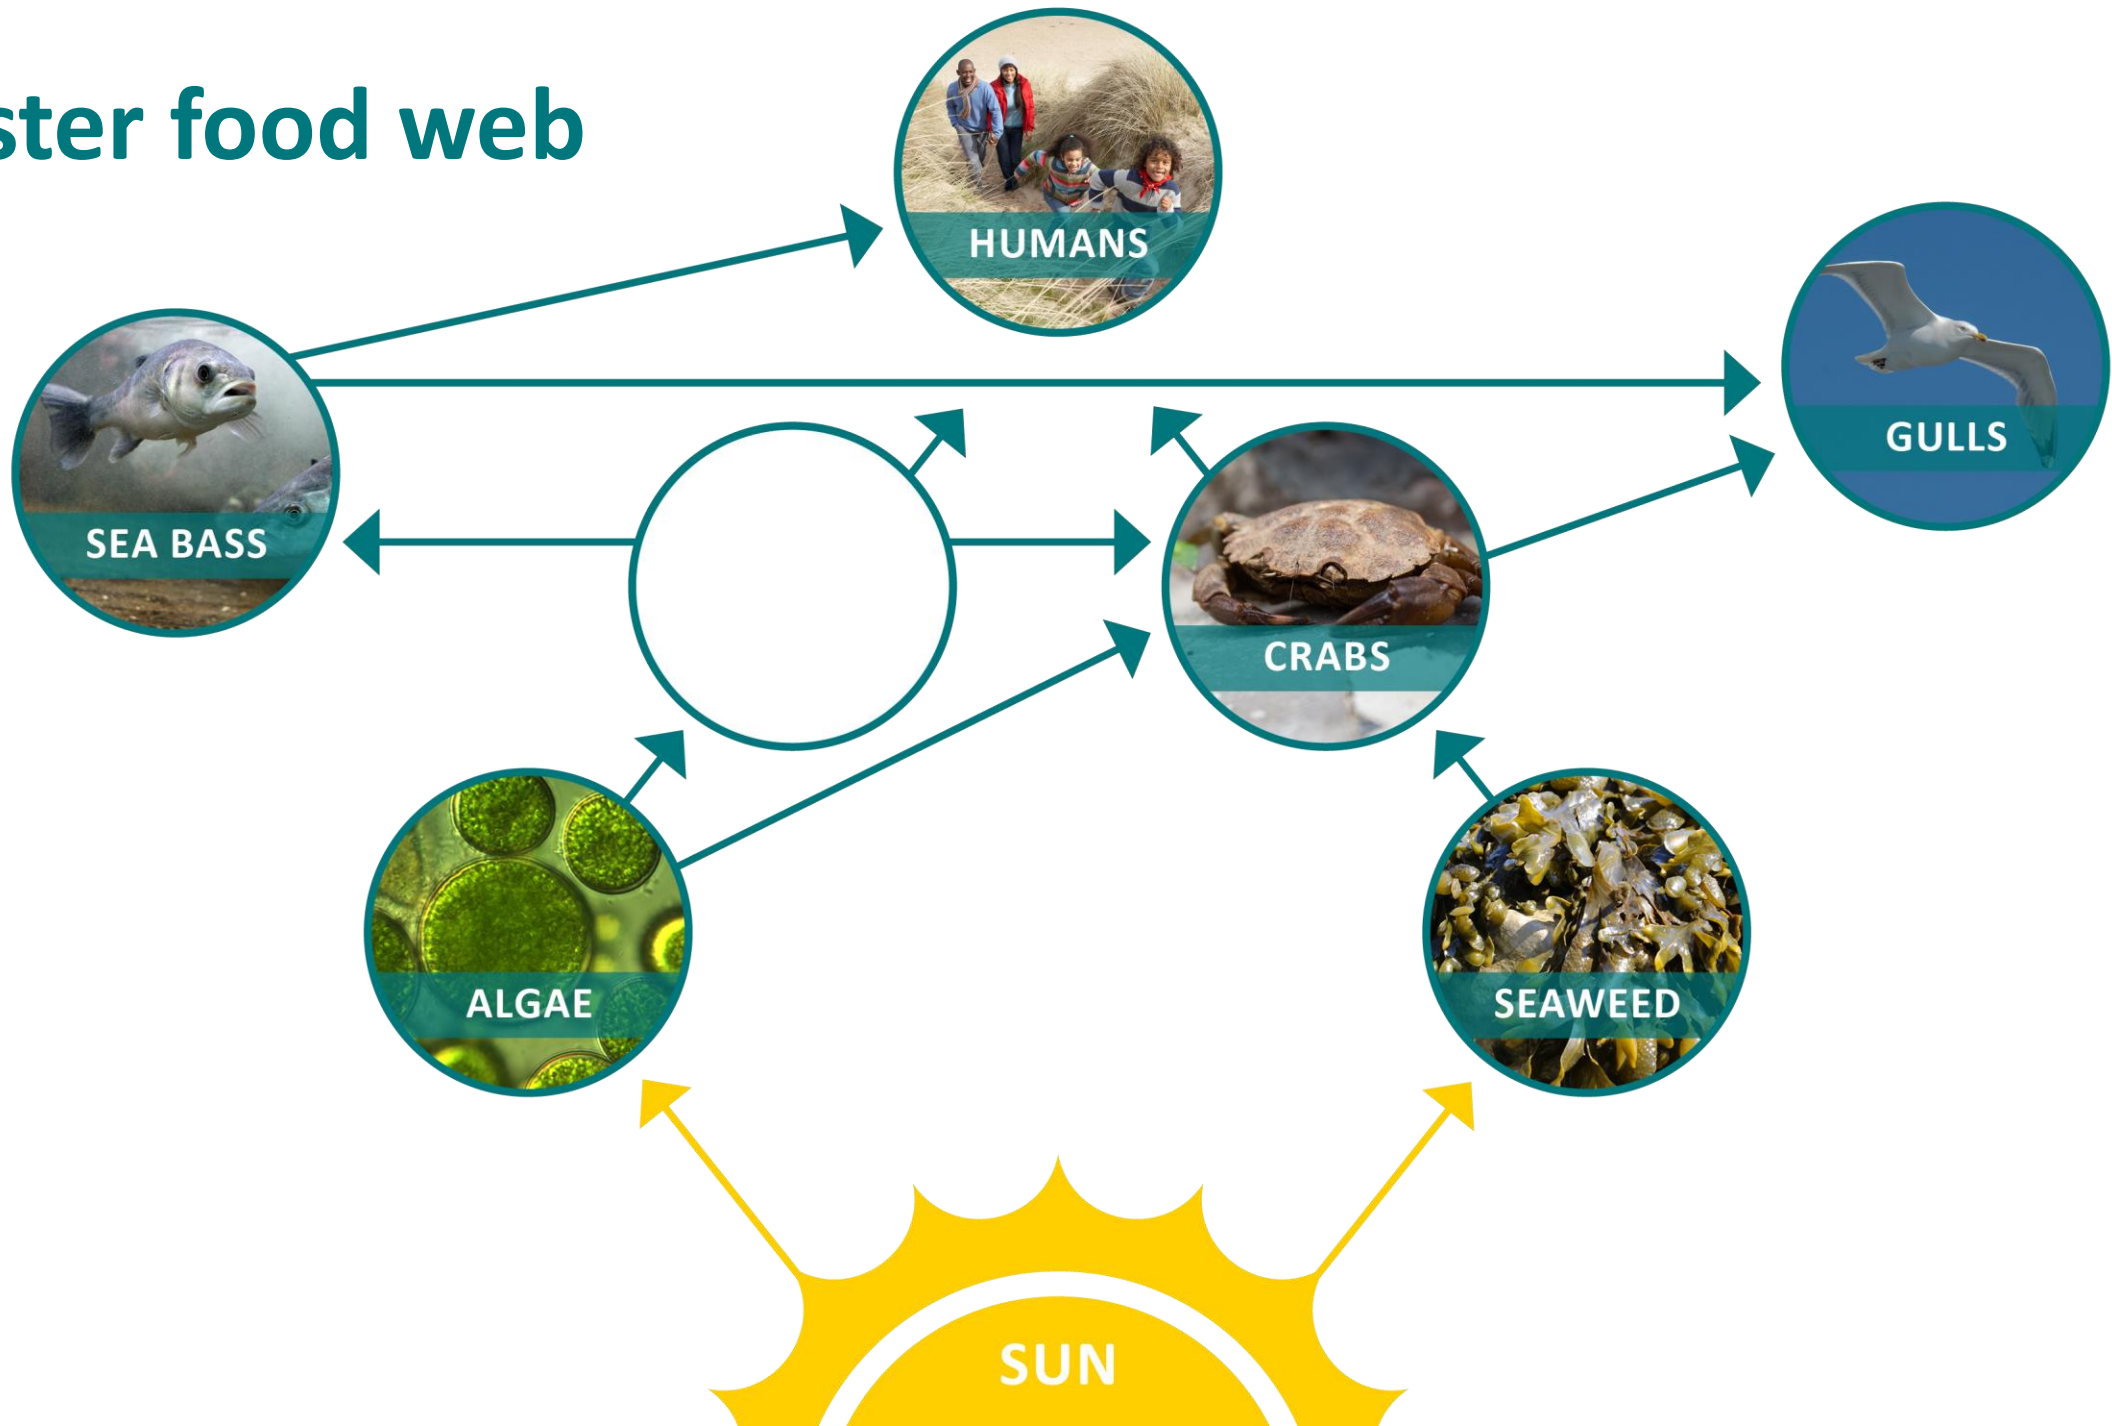 ster food web
HUMANS
GULLS
SEA BASS
CRABS
ALGAE
SEAWEED
SUN